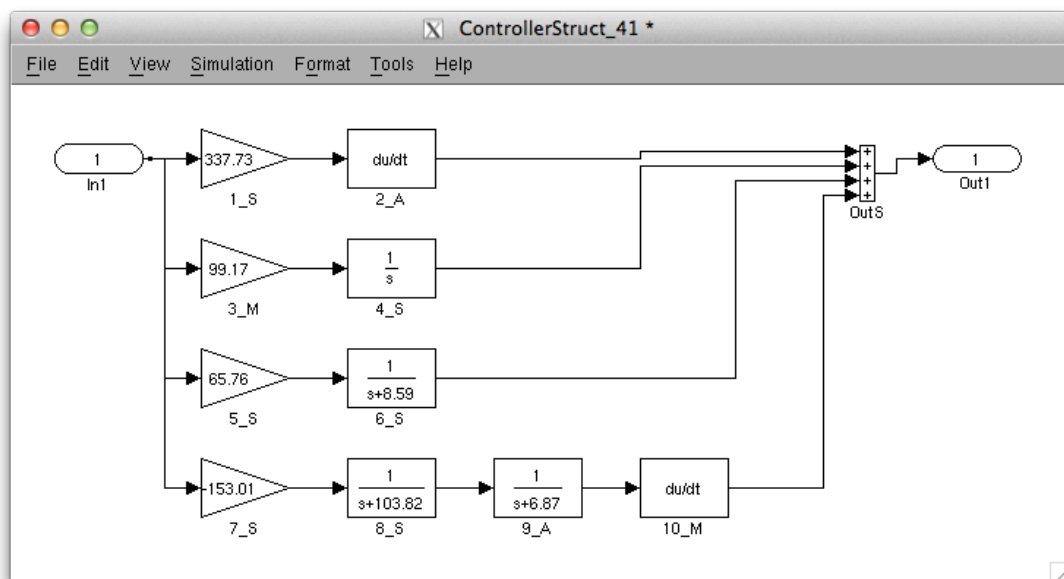 ControllerStruct_41 *
File Edit View Simulation Format Tools Help
1
In1
337.73
1_S
du/dt
2_A
+
+
+
+
OutS
1
Out1
99.17
3_M
1
s
4_S
65.76
5_S
1
s+8.59
6_S
-153.01
7_S
1
s+103.82
8_S
1
s+6.87
9_A
du/dt
10_M